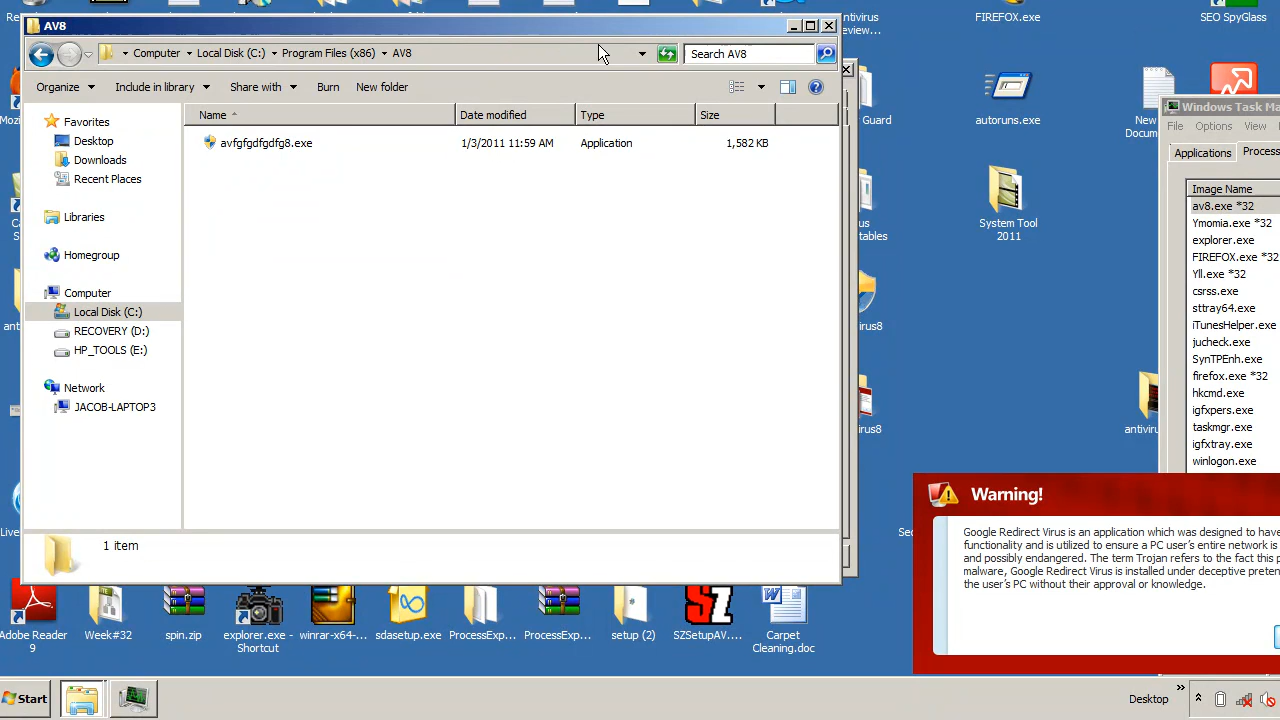 AV8
Computer
Local Disk (C:)
Program Files (x86)
AV8
Search AV8
Organize
Include in library
Share with
Burn
New folder
Favorites
Desktop
Downloads
Recent Places
Libraries
Homegroup
Computer
Local Disk (C:)
RECOVERY (D:)
HP_TOOLS (E:)
Network
JACOB-LAPTOP3
Name
Date modified
Type
Size
avfgfgdfgdfg8.exe
1/3/2011 11:59 AM
Application
1,582 KB
1 item
FIREFOX.exe
SEO SpyGlass
autoruns.exe
New
Docum...
System Tool
2011
Guard
Windows Task Ma
File
Options
View
Applications
Process
Image Name
av8.exe *32
Ymomia.exe *32
explorer.exe
FIREFOX.exe *32
Yll.exe *32
csrss.exe
sttray64.exe
iTunesHelper.exe
jucheck.exe
SynTPEnh.exe
firefox.exe *32
hkcmd.exe
igfxpers.exe
taskmgr.exe
igfxtray.exe
winlogon.exe
Warning!
Google Redirect Virus is an application which was designed to have
functionality and is utilized to ensure a PC user's entire network is
and possibly endangered. The term Trojan refers to the fact this p
malware, Google Redirect Virus is installed under deceptive preten
the user's PC without their approval or knowledge.
Adobe Reader
9
Week#32
spin.zip
explorer.exe -
Shortcut
winrar-x64-...
sdasetup.exe
ProcessExp...
ProcessExp...
setup (2)
SZ
SZSetupAV....
Carpet
Cleaning.doc
Start
Desktop